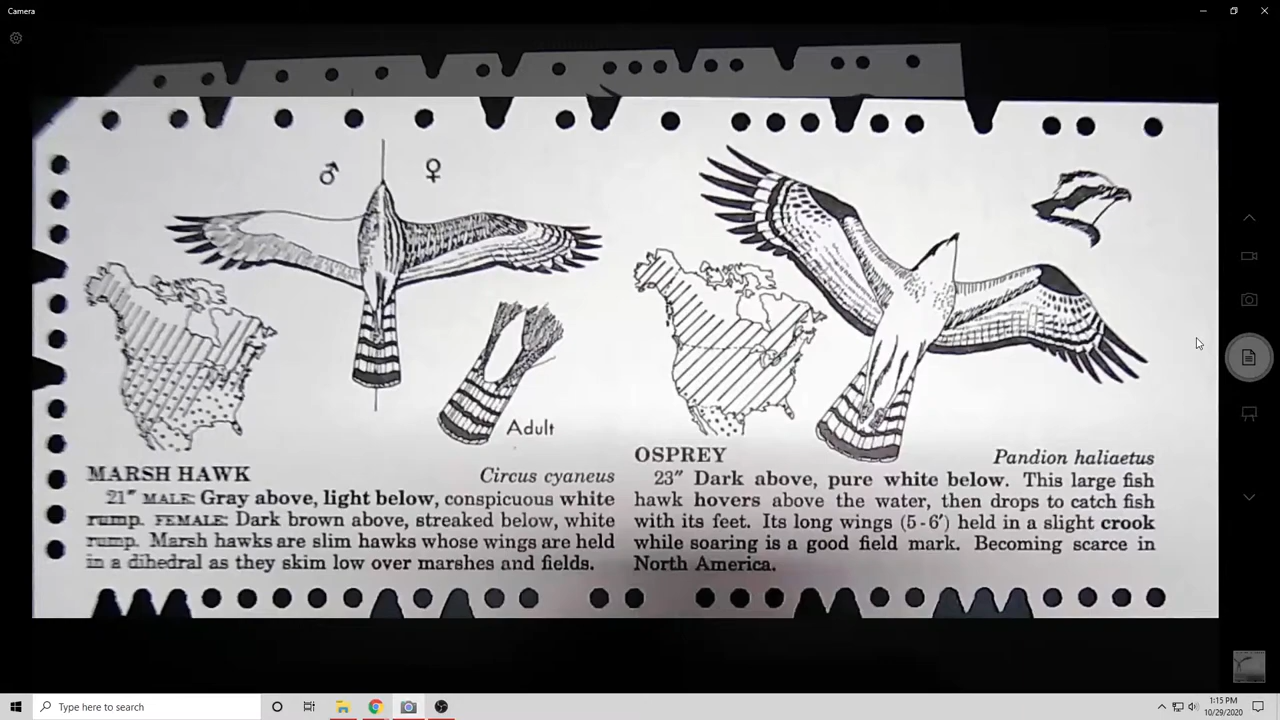 Camera
♂ ♀
Adult
MARSH HAWK Circus cyaneus
21" MALE: Gray above, light below, conspicuous white
rump. FEMALE: Dark brown above, streaked below, white
rump. Marsh hawks are slim hawks whose wings are held
in a dihedral as they skim low over marshes and fields.
OSPREY Pandion haliaetus
23" Dark above, pure white below. This large fish
hawk hovers above the water, then drops to catch fish
with its feet. Its long wings (5-6') held in a slight crook
while soaring is a good field mark. Becoming scarce in
North America.
Type here to search
1:15 PM
10/29/2020